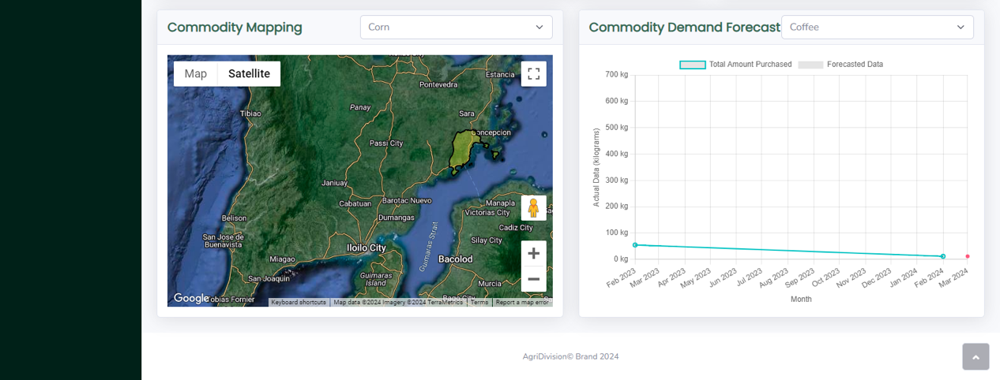 Commodity Mapping
Corn
Map
Satellite
Estancia
Pontevedra
Panay
Tibiao
Sara
Concepcion
Passi City
Janiuay
Cabatuan
Barotac Nuevo
Dumangas
Manapla
Victorias City
Cadiz City
Belison
San Jose de
Buenavista
Silay City
Iloilo City
Guimaras Strait
Bacolod
Miagao
San Joaquin
Guimaras
Island
Murcia
Bago City
Google
Tobias Fornier
Keyboard shortcuts
Map data ©2024 Imagery ©2024 TerraMetrics
Terms
Report a map error
Commodity Demand Forecast
Coffee
Total Amount Purchased
Forecasted Data
700 kg
600 kg
500 kg
400 kg
300 kg
200 kg
100 kg
0 kg
Actual Data (kilograms)
Feb 2023
Mar 2023
Apr 2023
May 2023
Jun 2023
Jul 2023
Aug 2023
Sep 2023
Oct 2023
Nov 2023
Dec 2023
Jan 2024
Feb 2024
Mar 2024
Month
AgriDivision© Brand 2024